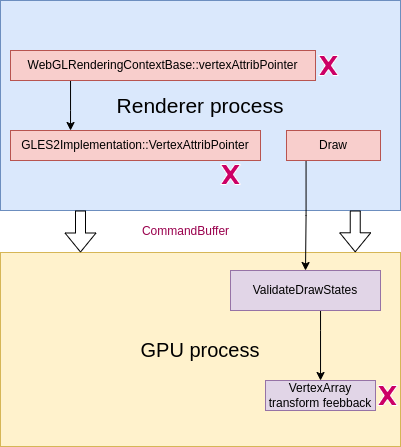 WebGLRenderingContextBase::vertexAttribPointer
X
Renderer process
GLES2Implementation::VertexAttribPointer
Draw
X
CommandBuffer
ValidateDrawStates
GPU process
VertexArray
transform feebback
X